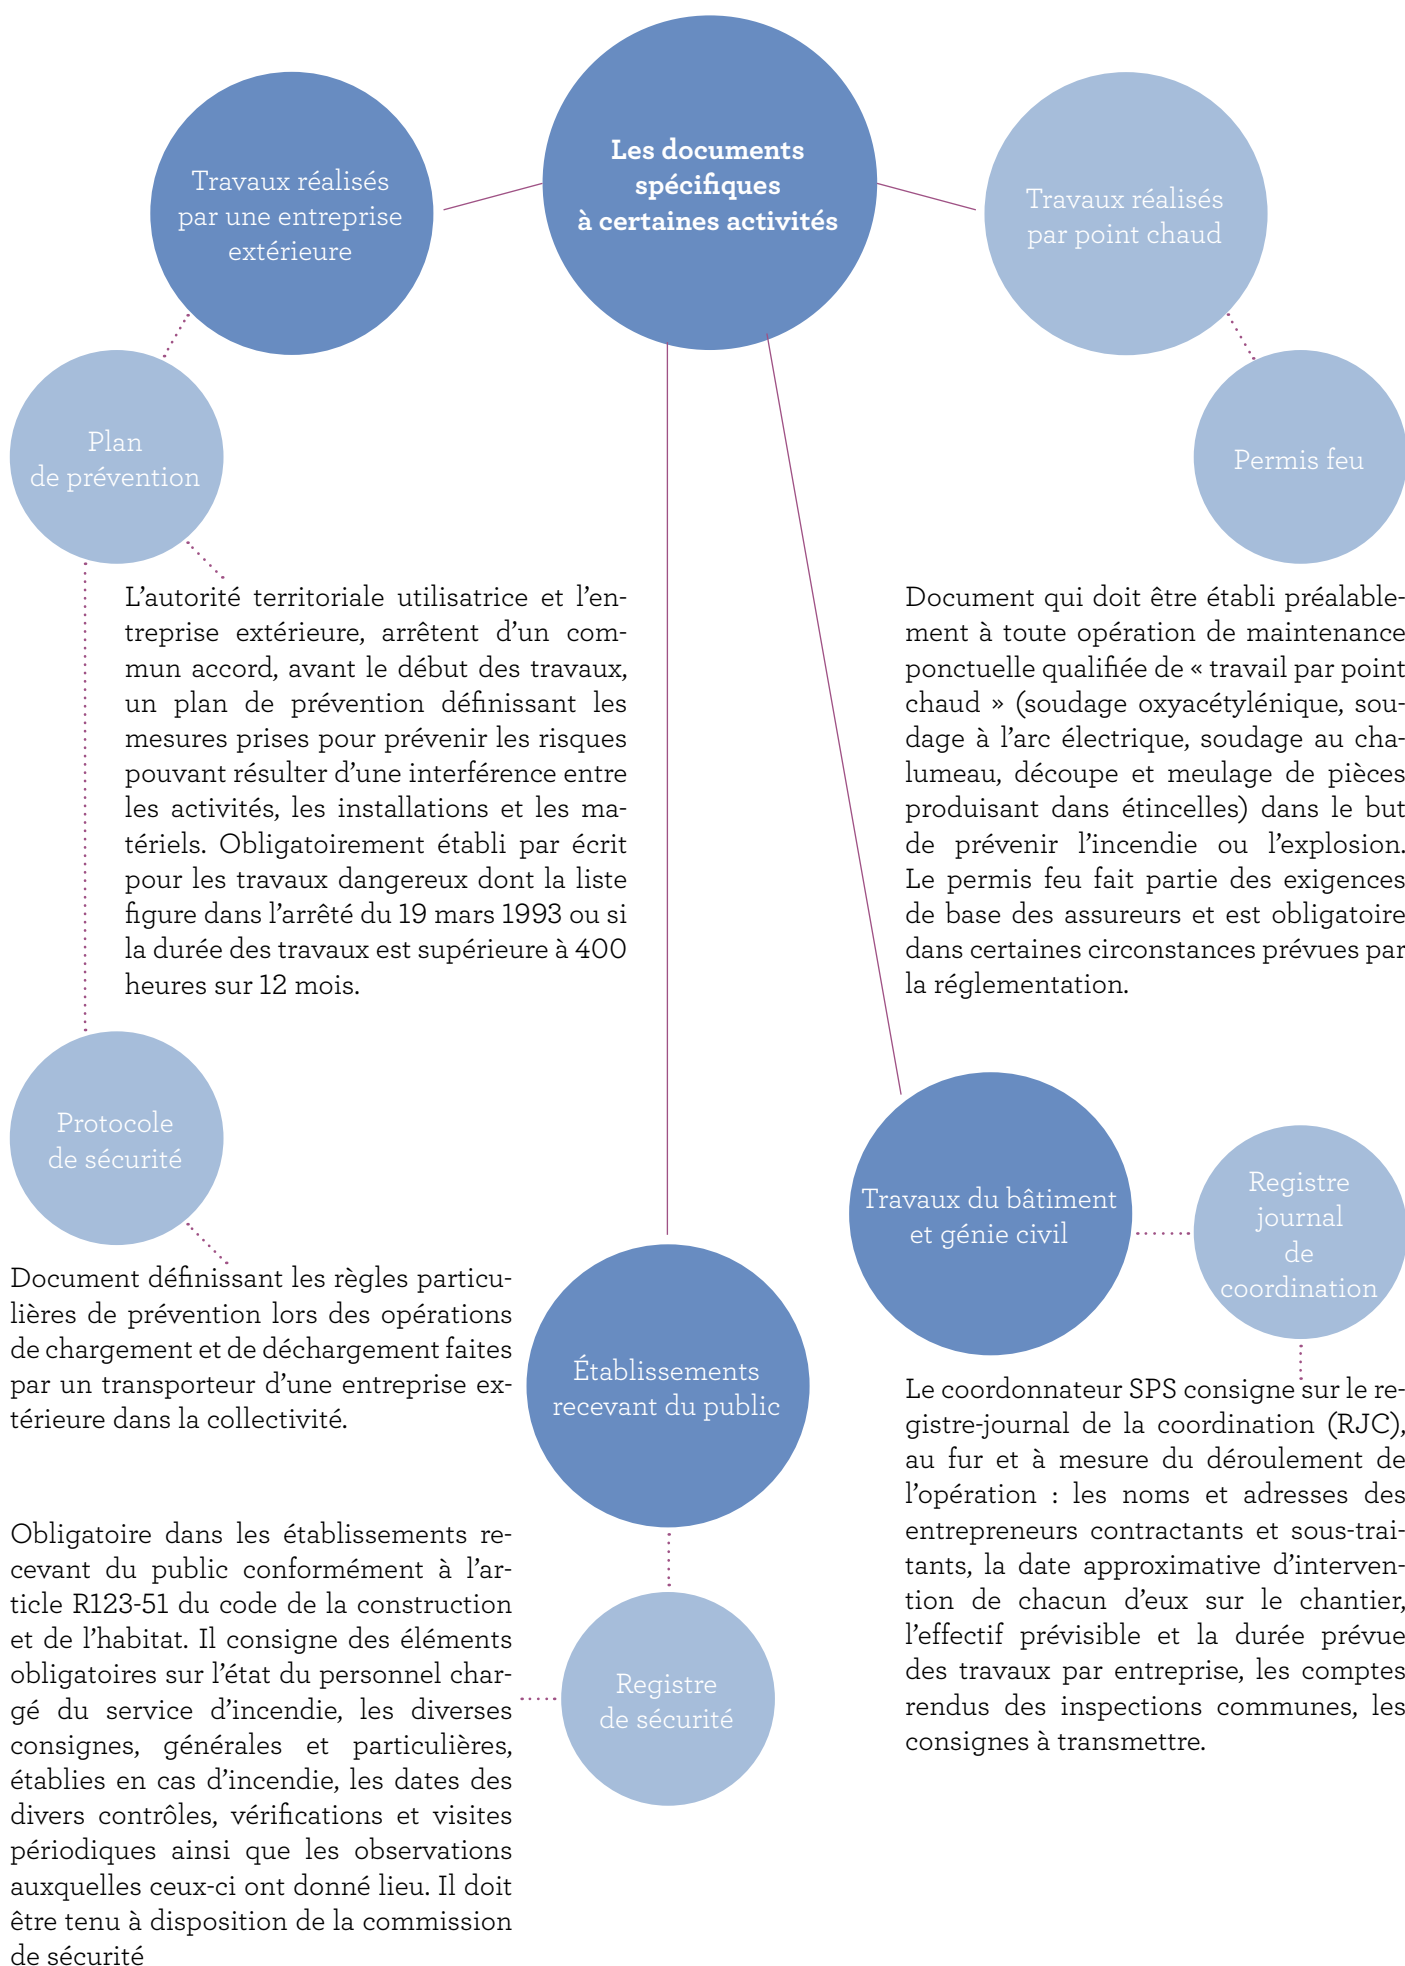 Les documents
spécifiques
à certaines activités
Travaux réalisés
par une entreprise
extérieure
Travaux réalisés
par point chaud
Plan
de prévention
Permis feu
L’autorité territoriale utilisatrice et l’en-
treprise extérieure, arrêtent d’un com-
mun accord, avant le début des travaux,
un plan de prévention définissant les
mesures prises pour prévenir les risques
pouvant résulter d’une interférence entre
les activités, les installations et les ma-
tériels. Obligatoirement établi par écrit
pour les travaux dangereux dont la liste
figure dans l’arrêté du 19 mars 1993 ou si
la durée des travaux est supérieure à 400
heures sur 12 mois.
Document qui doit être établi préalable-
ment à toute opération de maintenance
ponctuelle qualifiée de « travail par point
chaud » (soudage oxyacétylénique, sou-
dage à l’arc électrique, soudage au cha-
lumeau, découpe et meulage de pièces
produisant dans étincelles) dans le but
de prévenir l’incendie ou l’explosion.
Le permis feu fait partie des exigences
de base des assureurs et est obligatoire
dans certaines circonstances prévues par
la réglementation.
Protocole
de sécurité
Document définissant les règles particu-
lières de prévention lors des opérations
de chargement et de déchargement faites
par un transporteur d’une entreprise ex-
térieure dans la collectivité.
Travaux du bâtiment
et génie civil
Registre
journal
de
coordination
Le coordonnateur SPS consigne sur le re-
gistre-journal de la coordination (RJC),
au fur et à mesure du déroulement de
l’opération : les noms et adresses des
entrepreneurs contractants et sous-trai-
tants, la date approximative d’interven-
tion de chacun d’eux sur le chantier,
l’effectif prévisible et la durée prévue
des travaux par entreprise, les comptes
rendus des inspections communes, les
consignes à transmettre.
Établissements
recevant du public
Registre
de sécurité
Obligatoire dans les établissements re-
cevant du public conformément à l’ar-
ticle R123-51 du code de la construction
et de l’habitat. Il consigne des éléments
obligatoires sur l’état du personnel char-
gé du service d’incendie, les diverses
consignes, générales et particulières,
établies en cas d’incendie, les dates des
divers contrôles, vérifications et visites
périodiques ainsi que les observations
auxquelles ceux-ci ont donné lieu. Il doit
être tenu à disposition de la commission
de sécurité